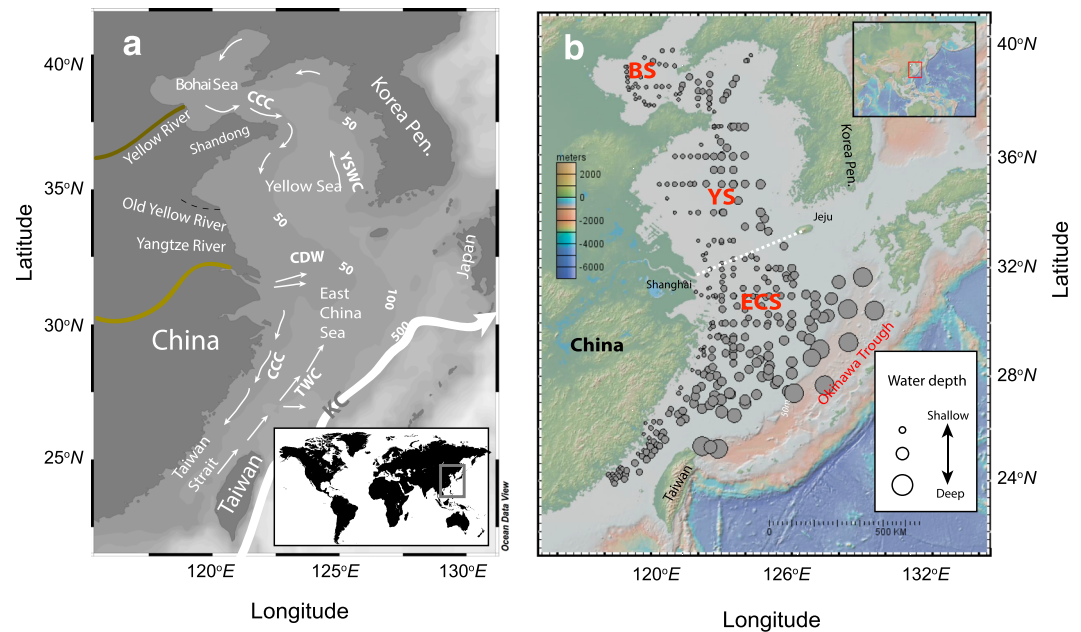 a
40°N
35°N
30°N
25°N
Latitude
Bohai Sea
CCC
Yellow River
Shandong
50
Korea Pen.
YSWC
Yellow Sea
50
Old Yellow River
Yangtze River
CDW
50
Japan
100
East
China
Sea
500
China
CCC
TWC
KC
Taiwan
Strait
Taiwan
Ocean Data View
120°E
125°E
130°E
Longitude
b
BS
40°N
36°N
32°N
28°N
24°N
Latitude
meters
2000
0
-2000
-4000
-6000
Korea Pen.
YS
Jeju
Shanghai
ECS
China
Okinawa Trough
Water depth
Shallow
Deep
Taiwan
0
500 KM
120°E
126°E
132°E
Longitude